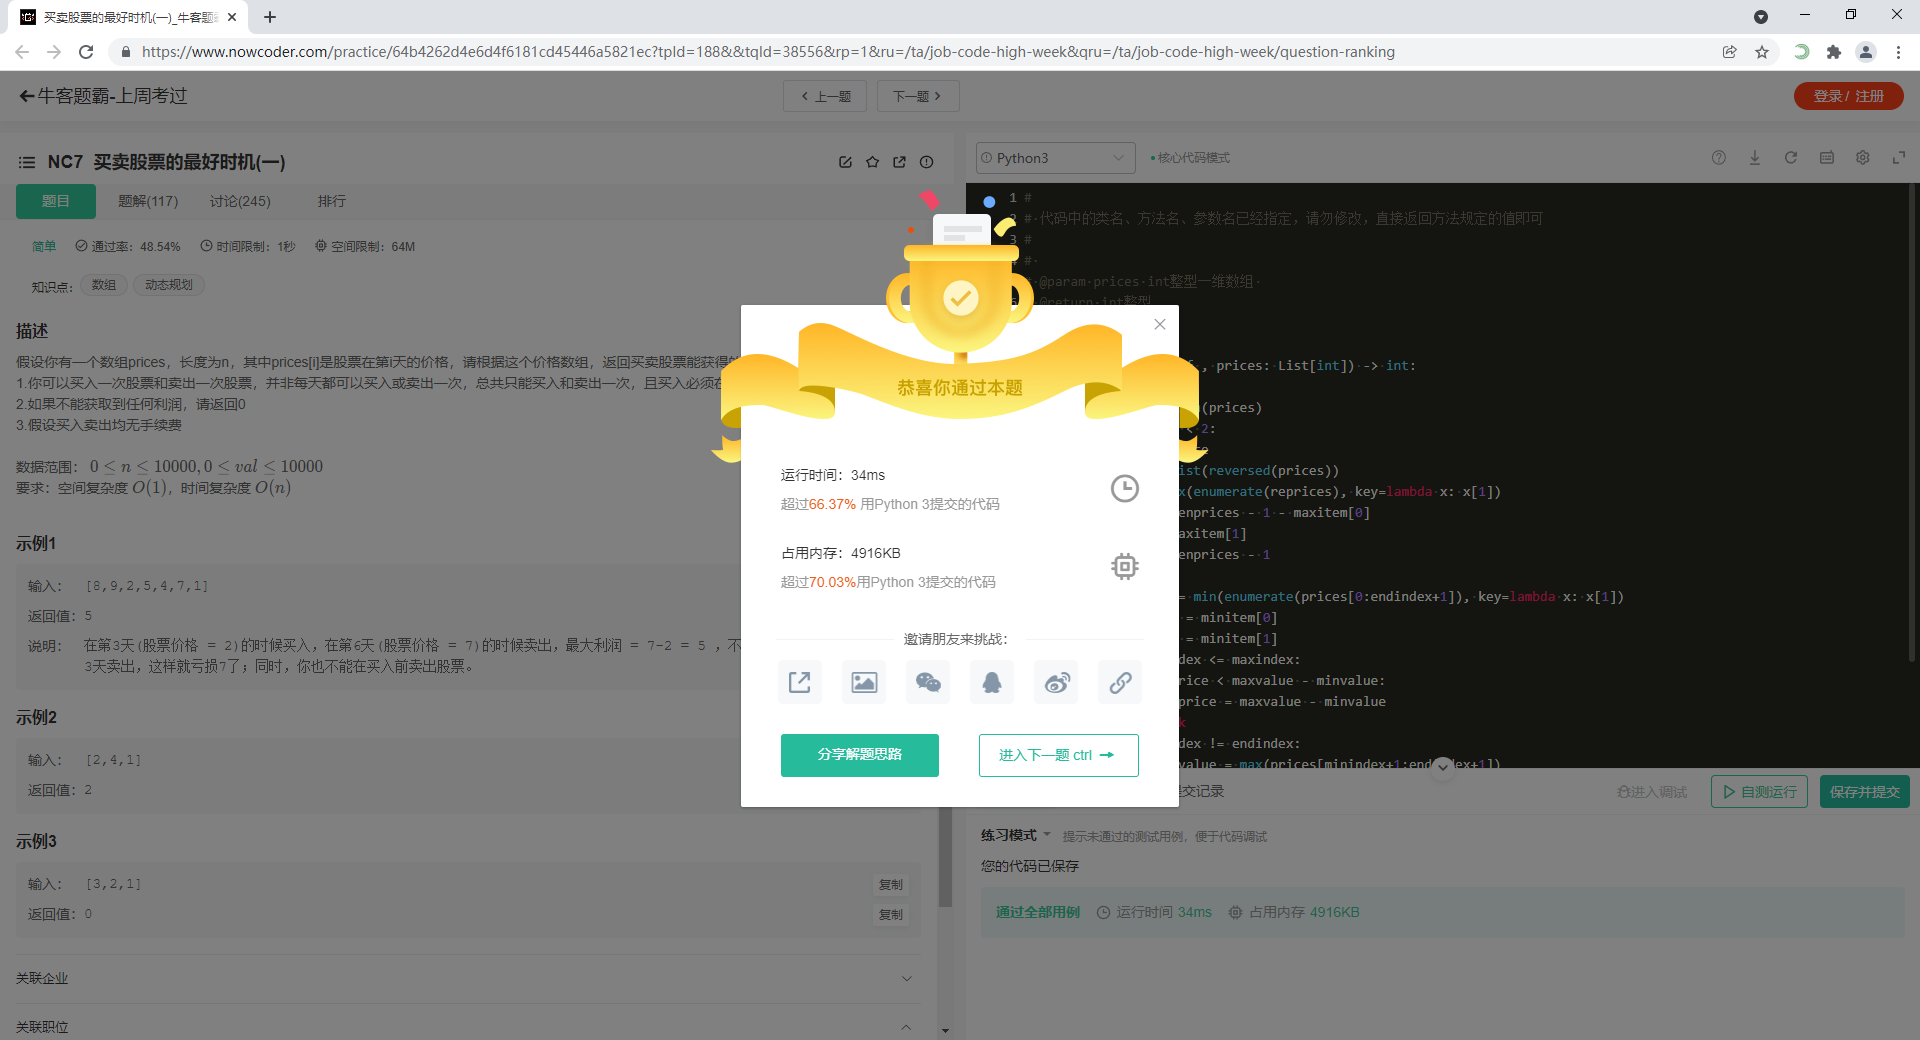 买卖股票的最好时机(一)_牛客题
https://www.nowcoder.com/practice/64b4262d4e6d4f6181cd45446a5821ec?tpId=188&&tqId=38556&rp=1&ru=/ta/job-code-high-week&qru=/ta/job-code-high-week/question-ranking
牛客题霸-上周考过
上一题
下一题
登录 / 注册
NC7 买卖股票的最好时机(一)
题目
题解(117)
讨论(245)
排行
简单 通过率：48.54% 时间限制：1秒 空间限制：64M
知识点：
数组
动态规划
描述
假设你有一个数组prices，长度为n，其中prices[i]是股票在第i天的价格，请根据这个价格数组，返回买卖股票能获得的
1.你可以买入一次股票和卖出一次股票，并非每天都可以买入或卖出一次，总共只能买入和卖出一次，且买入必须在
2.如果不能获取到任何利润，请返回0
3.假设买入卖出均无手续费
数据范围： 0 ≤ n ≤ 10000, 0 ≤ val ≤ 10000
要求：空间复杂度 O(1)，时间复杂度 O(n)
示例1
输入： [8,9,2,5,4,7,1]
返回值：5
说明： 在第3天(股票价格 = 2)的时候买入，在第6天(股票价格 = 7)的时候卖出，最大利润 = 7-2 = 5 ，不
3天卖出，这样就亏损7了；同时，你也不能在买入前卖出股票。
示例2
输入： [2,4,1]
返回值：2
示例3
输入： [3,2,1]
复制
返回值：0
复制
关联企业
关联职位
Python3
核心代码模式
1 #
2 # 代码中的类名、方法名、参数名已经指定，请勿修改，直接返回方法规定的值即可
3 #
#
@param prices int整型一维数组
@return int整型
, prices: List[int]) -> int:
(prices)
< 2:
ist(reversed(prices))
x(enumerate(reprices), key=lambda x: x[1])
enprices - 1 - maxitem[0]
axitem[1]
enprices - 1
= min(enumerate(prices[0:endindex+1]), key=lambda x: x[1])
= minitem[0]
= minitem[1]
dex <= maxindex:
rice < maxvalue - minvalue:
price = maxvalue - minvalue
k
dex != endindex:
value = max(prices[minindex+1:endindex+1])
恭喜你通过本题
运行时间：34ms
超过66.37% 用Python 3提交的代码
占用内存：4916KB
超过70.03%用Python 3提交的代码
邀请朋友来挑战：
分享解题思路
进入下一题 ctrl
交记录
进入调试
自测运行
保存并提交
练习模式 提示未通过的测试用例，便于代码调试
您的代码已保存
通过全部用例 运行时间 34ms 占用内存 4916KB